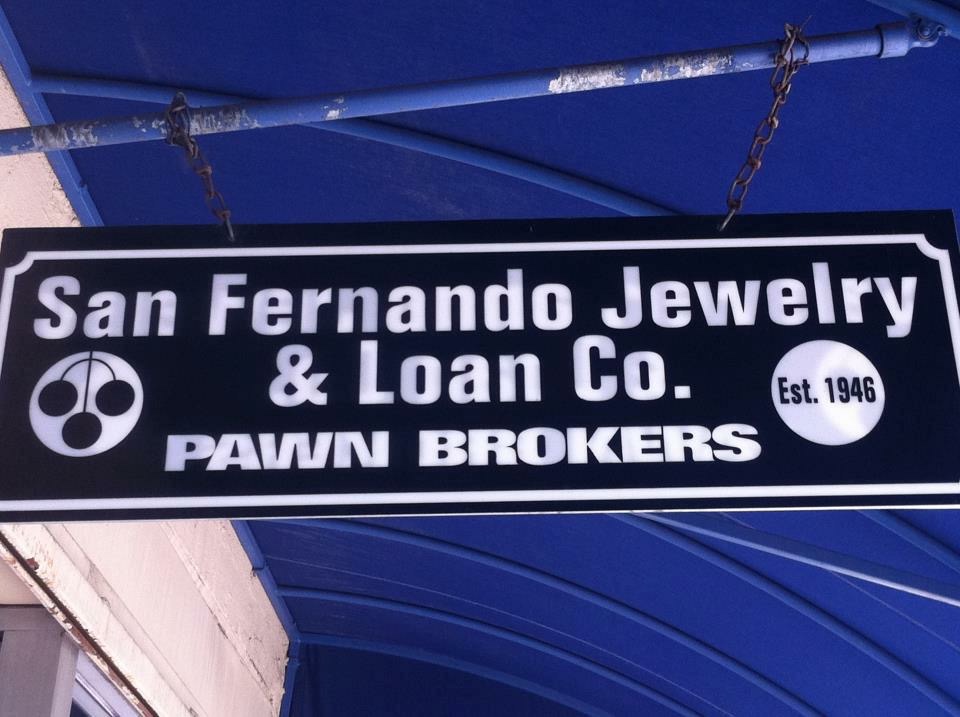 San Fernando Jewelry
& Loan Co.
PAWN BROKERS
Est. 1946